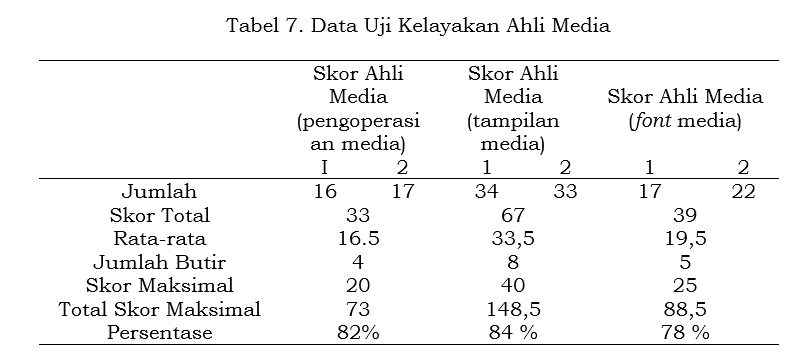 Tabel 7. Data Uji Kelayakan Ahli Media
Skor Ahli Skor Ahli
Media Media Skor Ahli Media
(pengoperasi (tampilan (font media)
an media) media)
I 2 1 2 1 2
Jumlah 16 17 34 33 17 22
Skor Total 33 67 39
Rata-rata 16.5 33,5 19,5
Jumlah Butir 4 8 5
Skor Maksimal 20 40 25
Total Skor Maksimal 73 148,5 88,5
Persentase 82% 84 % 78 %